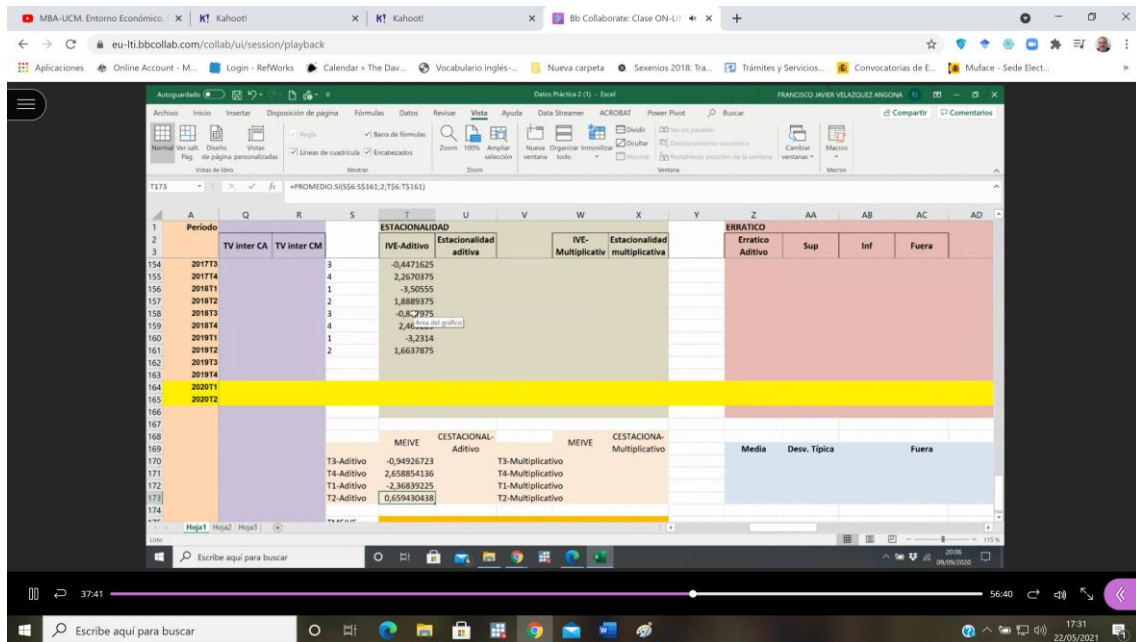 MBA-UCM. Entorno Económico.
K! Kahoot!
K! Kahoot!
Bb Collaborate: Clase ON-LI
eu-lti.bbcollab.com/collab/ui/session/playback
Aplicaciones Online Account - M... Login - RefWorks Calendar » The Dav... Vocabulario inglés-... Nueva carpeta Sexenios 2018: Tra... Trámites y Servicios... Convocatorias de E... Muface - Sede Elect...
Autoguardado Datos Práctica 2 (1) - Excel FRANCISCO JAVIER VELAZQUEZ ANGONA
Archivo Inicio Insertar Disposición de página Fórmulas Datos Revisar Vista Ayuda Data Streamer ACROBAT Power Pivot Buscar Compartir Comentarios
Regla Barra de fórmulas Dividir Ver en paralelo
Líneas de cuadrícula Encabezados Ocultar Desplazamiento sincrónico
Mostrar Restablecer posición de la ventana
Normal Ver salt. Pág. Diseño de página Vistas personalizadas Zoom 100% Ampliar selección Nueva ventana Organizar todo Inmovilizar Cambiar ventanas Macros
Vistas de libro Mostrar Zoom Ventana Macros
T173 fx =PROMEDIO.SI(S$6:S$161;2;T$6:T$161)
A Q R S T U V W X Y Z AA AB AC AD
1 Período ESTACIONALIDAD ERRATICO
2 3 TV inter CA TV inter CM IVE-Aditivo Estacionalidad aditiva IVE-Multiplicativ Estacionalidad multiplicativa Erratico Aditivo Sup Inf Fuera
154 2017T3 3 -0,4471625
155 2017T4 4 2,2670375
156 2018T1 1 -3,50555
157 2018T2 2 1,8889375
158 2018T3 3
Área del gráfico
159 2018T4 4
160 2019T1 1 -3,2314
161 2019T2 2 1,6637875
162 2019T3
163 2019T4
164 2020T1
165 2020T2
166
167
168 MEIVE CESTACIONAL- MEIVE CESTACIONA-
169 Aditivo Multiplicativo Media Desv. Típica Fuera
170 T3-Aditivo -0,94926723 T3-Multiplicativo
171 T4-Aditivo 2,658854136 T4-Multiplicativo
172 T1-Aditivo -2,36839225 T1-Multiplicativo
173 T2-Aditivo 0,659430438 T2-Multiplicativo
174
Hoja1 Hoja2 Hoja3
Listo 115 %
Escribe aquí para buscar 20:06
09/09/2020
37:41 56:40
Escribe aquí para buscar 17:31
22/05/2021